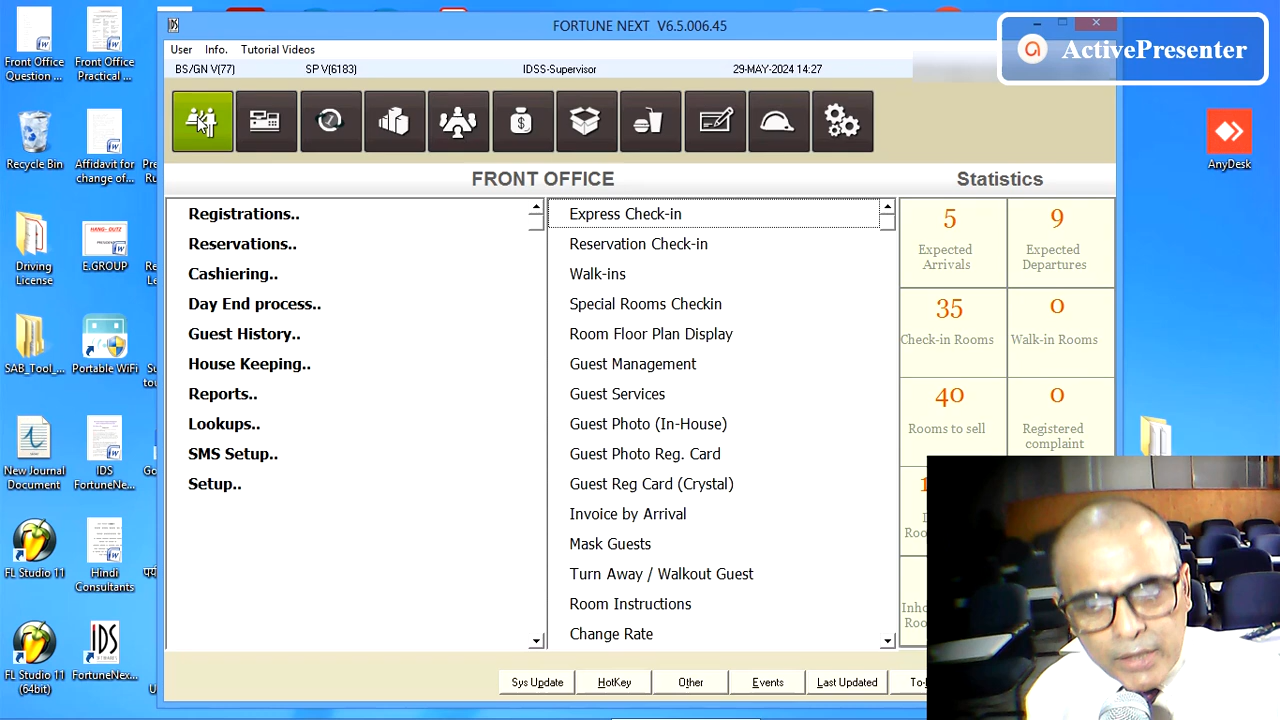 FORTUNE NEXT V6.5.006.45
ActivePresenter
User Info. Tutorial Videos
BS/GN V(77) SP V(6183) IDSS-Supervisor 29-MAY-2024 14:27
FRONT OFFICE
Statistics
Registrations..
Reservations..
Cashiering..
Day End process..
Guest History..
House Keeping..
Reports..
Lookups..
SMS Setup..
Setup..
Express Check-in
Reservation Check-in
Walk-ins
Special Rooms Checkin
Room Floor Plan Display
Guest Management
Guest Services
Guest Photo (In-House)
Guest Photo Reg. Card
Guest Reg Card (Crystal)
Invoice by Arrival
Mask Guests
Turn Away / Walkout Guest
Room Instructions
Change Rate
5
Expected
Arrivals
9
Expected
Departures
35
Check-in Rooms
0
Walk-in Rooms
40
Rooms to sell
0
Registered
complaint
Sys Update
HotKey
Other
Events
Last Updated
Front Office
Question ...
Front Office
Practical ...
Recycle Bin
Affidavit for
change of...
Driving
License
HANG - OUTZ
E.GROUP
SAB_Tool_...
Portable WiFi
New Journal
Document
IDS
FortuneNe...
FL Studio 11
Hindi
Consultants
FL Studio 11
(64bit)
IDS
FortuneNex...
AnyDesk